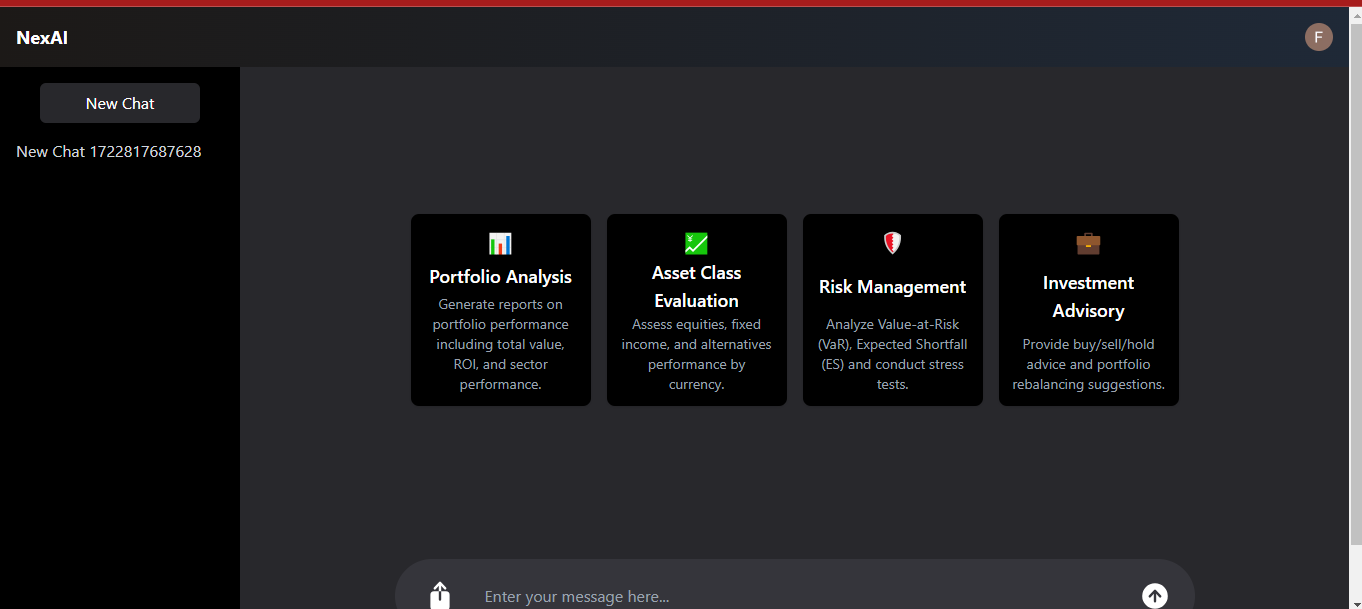 NexAI
F
New Chat
New Chat 1722817687628
Portfolio Analysis
Generate reports on
portfolio performance
including total value,
ROI, and sector
performance.
Asset Class
Evaluation
Assess equities, fixed
income, and alternatives
performance by
currency.
Risk Management
Analyze Value-at-Risk
(VaR), Expected Shortfall
(ES) and conduct stress
tests.
Investment
Advisory
Provide buy/sell/hold
advice and portfolio
rebalancing suggestions.
Enter your message here...